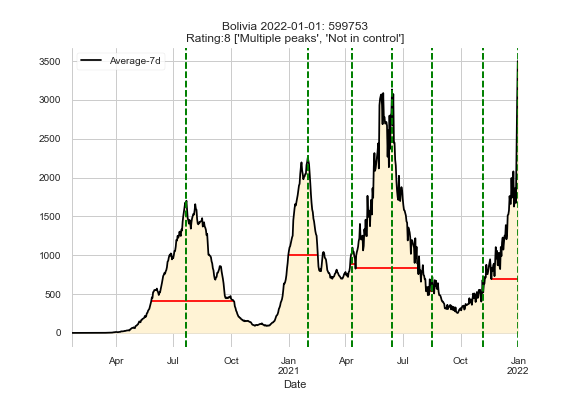 Bolivia 2022-01-01: 599753
Rating:8 ['Multiple peaks', 'Not in control']
Average-7d
3500
3000
2500
2000
1500
1000
500
0
Apr Jul Oct Jan Apr Jul Oct Jan
2021 2022
Date